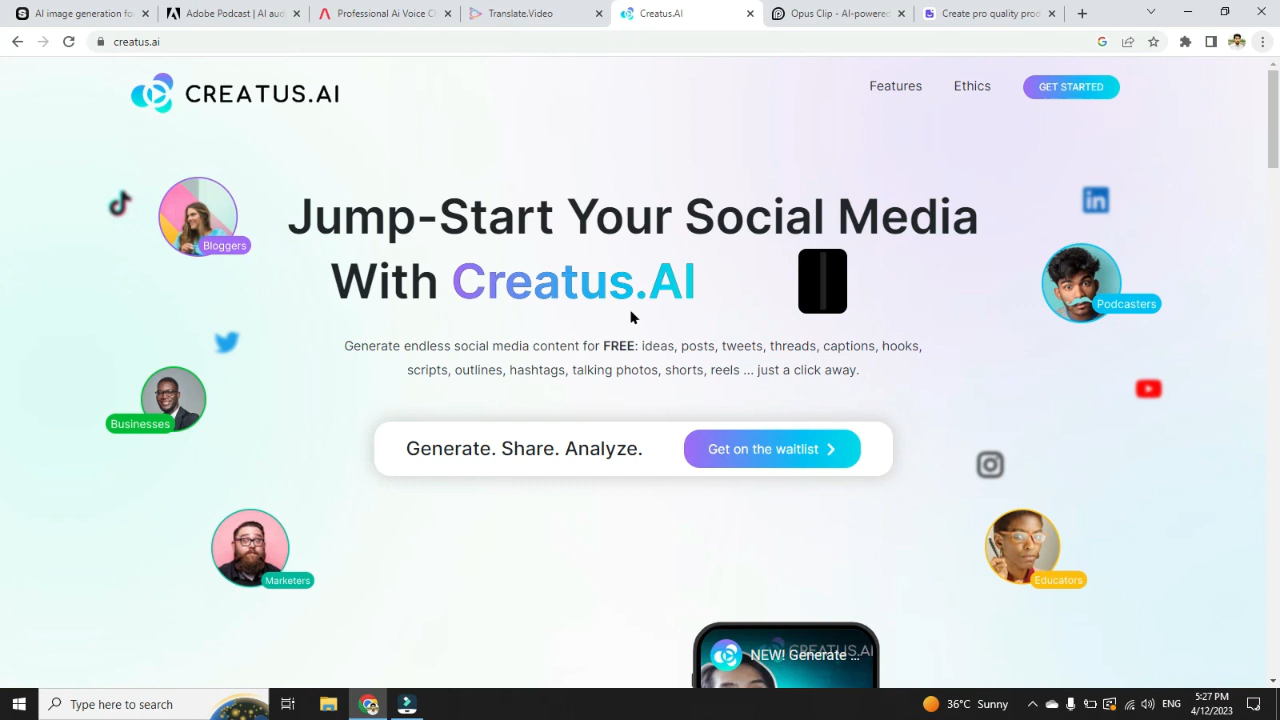 AI image generation fo
Adobe Podcast | AI aud
Professional Ai Voice C
Translate.Video
Creatus.AI
Opus Clip - AI-powered
Create pro quality prod
creatus.ai
CREATUS.AI
Features
Ethics
GET STARTED
Jump-Start Your Social Media
With Creatus.AI
Bloggers
Podcasters
Generate endless social media content for FREE: ideas, posts, tweets, threads, captions, hooks,
scripts, outlines, hashtags, talking photos, shorts, reels ... just a click away.
Businesses
Generate. Share. Analyze.
Get on the waitlist
Marketers
Educators
CREATUS.AI
NEW! Generate ...
Type here to search
36°C Sunny
ENG
5:27 PM
4/12/2023